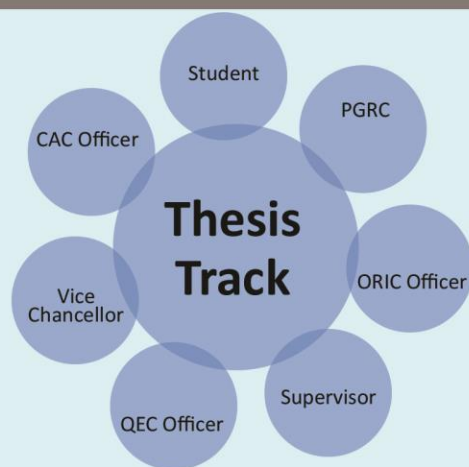 Thesis
Track
Student
PGRC
ORIC Officer
Supervisor
QEC Officer
Vice
Chancellor
CAC Officer